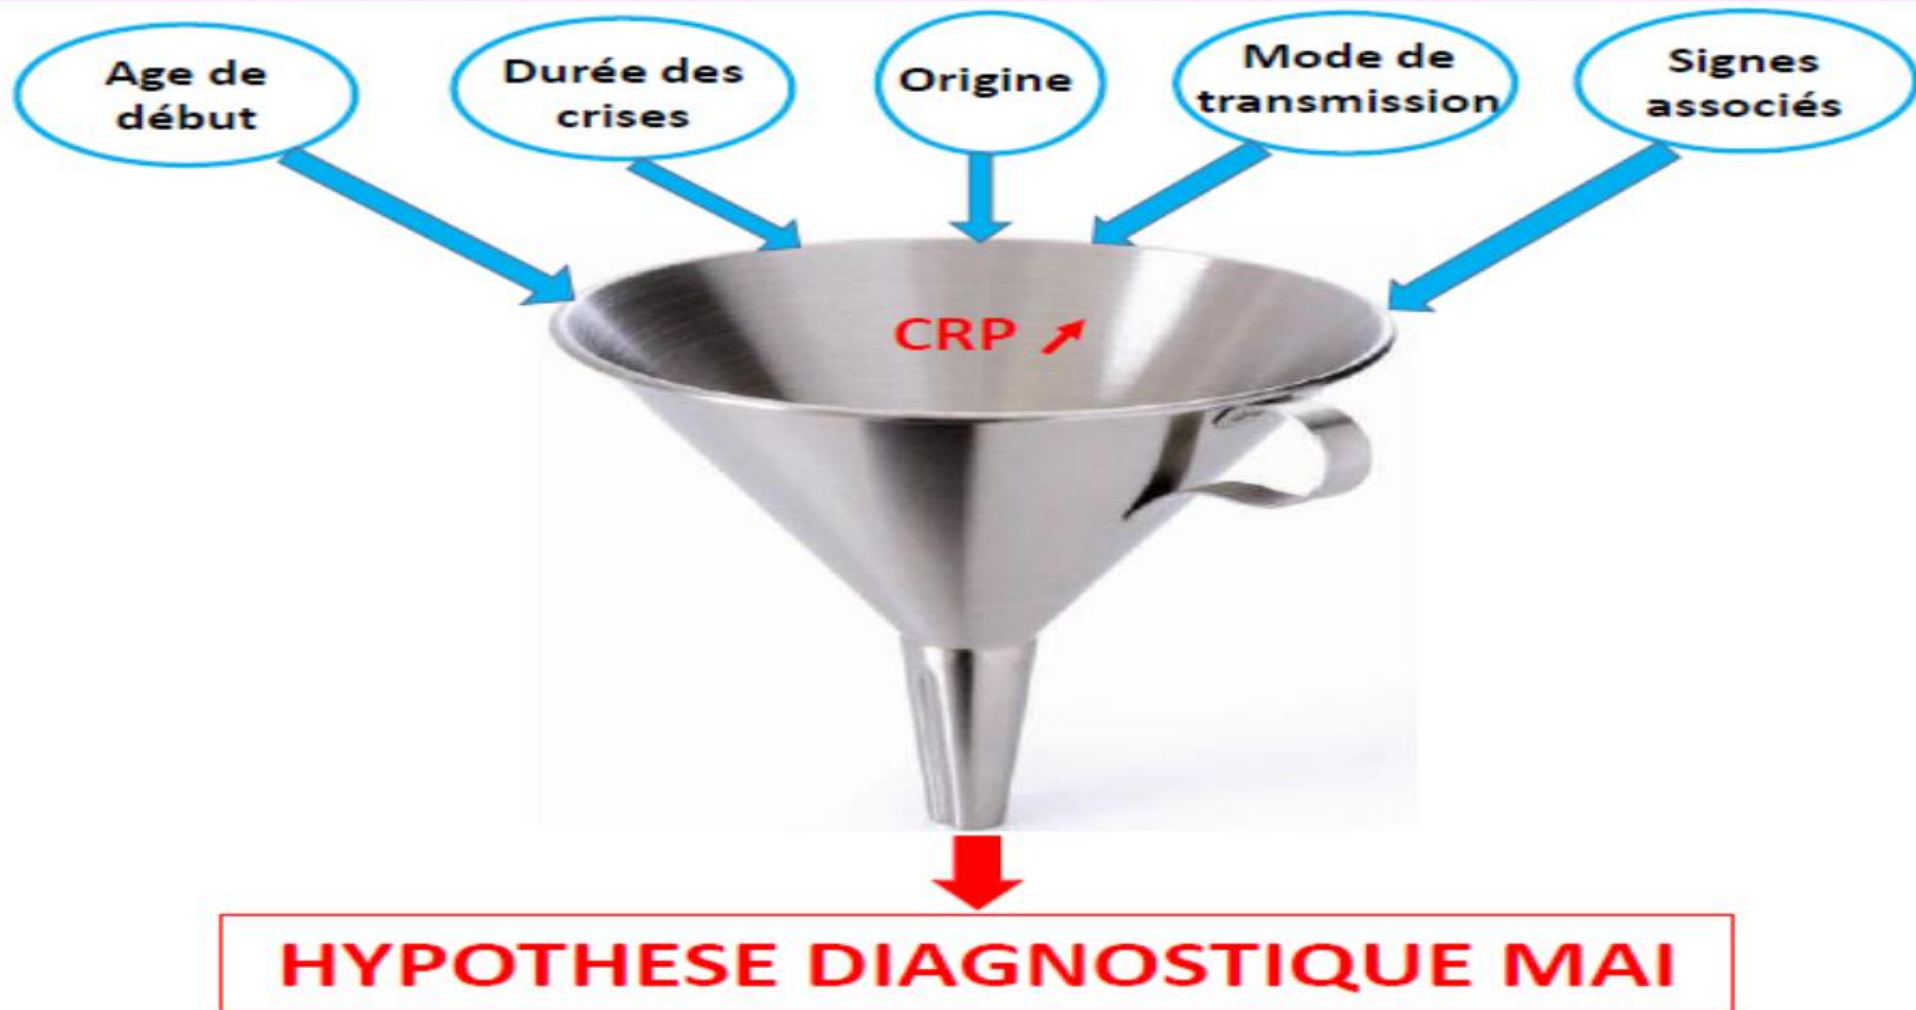 Age de
début
Durée des
crises
Origine
Mode de
transmission
Signes
associés
CRP ↗
HYPOTHESE DIAGNOSTIQUE MAI